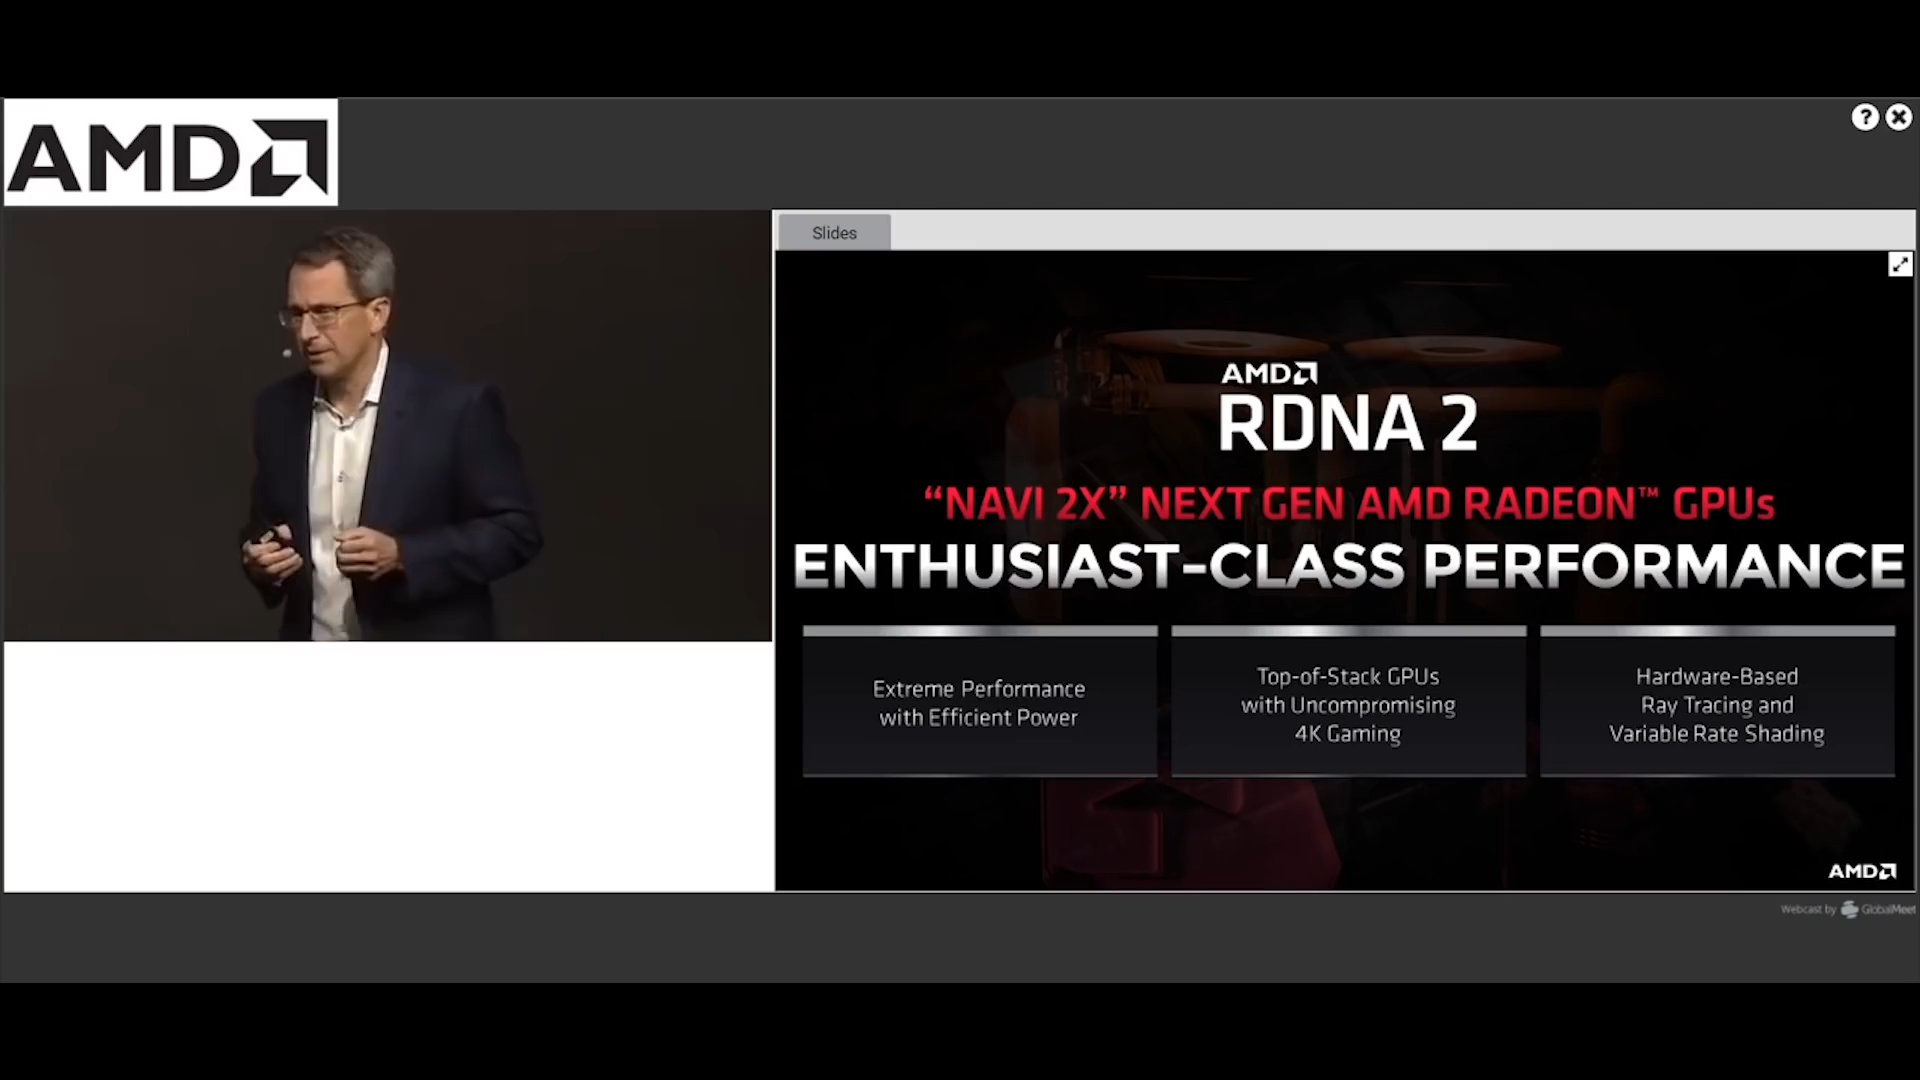 AMD
Slides
AMD
RDNA 2
“NAVI 2X” NEXT GEN AMD RADEON™ GPUs
ENTHUSIAST-CLASS PERFORMANCE
Extreme Performance
with Efficient Power
Top-of-Stack GPUs
with Uncompromising
4K Gaming
Hardware-Based
Ray Tracing and
Variable Rate Shading
AMD
Webcast by GlobalMeet